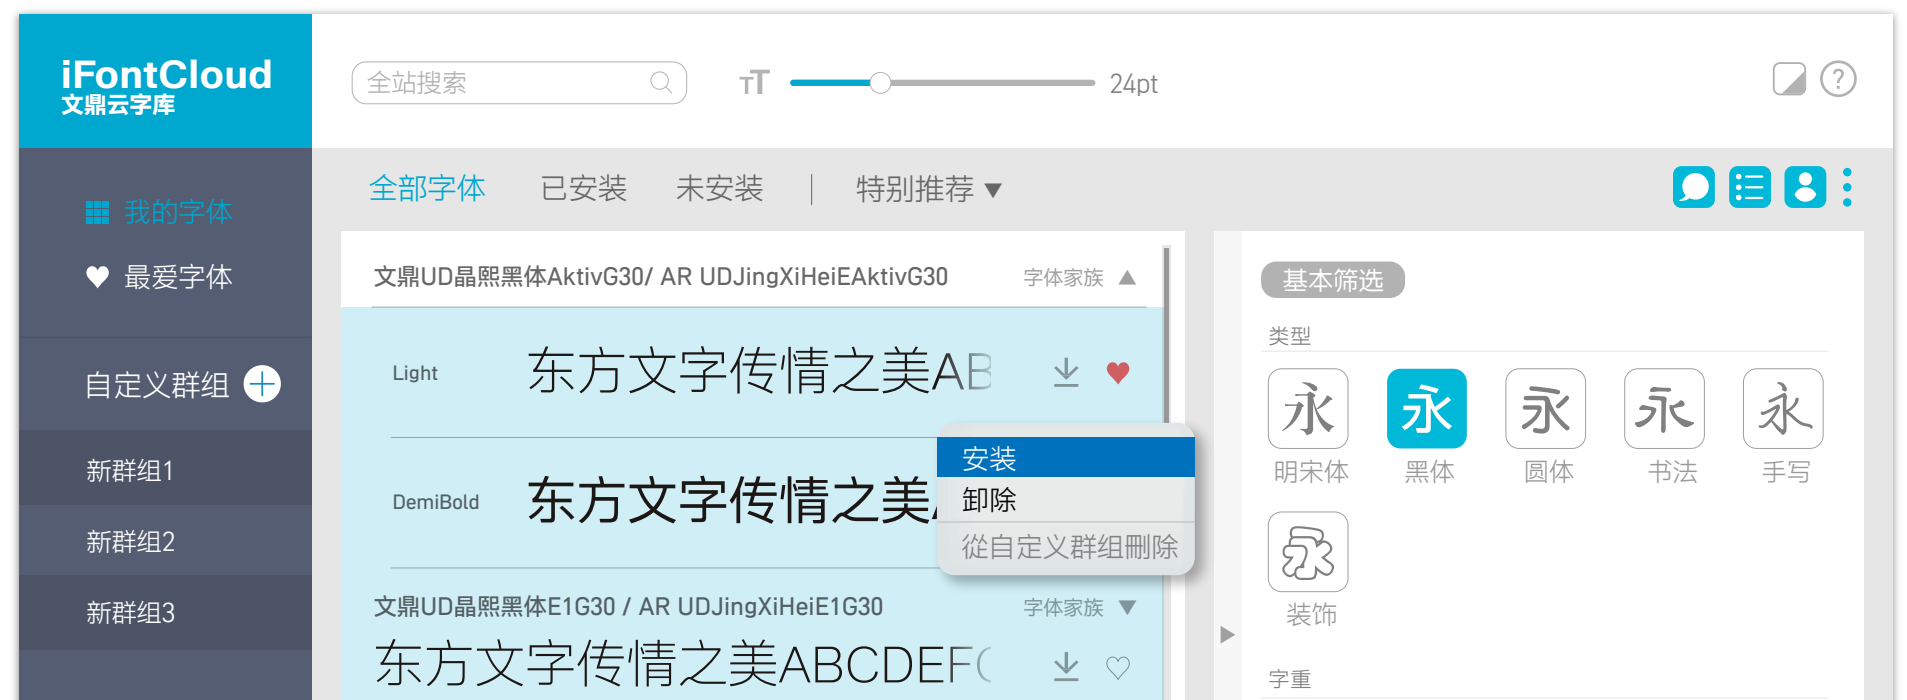 iFontCloud
文鼎云字库
全站搜索
TT
24pt
?
我的字体
最爱字体
自定义群组
新群组1
新群组2
新群组3
全部字体 已安装 未安装 | 特别推荐 ▼
文鼎UD晶熙黑体AktivG30/ AR UDJingXiHeiEAktivG30 字体家族 ▲
Light 东方文字传情之美AB
DemiBold 东方文字传情之美
安装
卸除
從自定义群组刪除
文鼎UD晶熙黑体E1G30 / AR UDJingXiHeiE1G30 字体家族 ▼
东方文字传情之美ABCDEF
基本筛选
类型
永 永 永 永 永
明宋体 黑体 圆体 书法 手写
永
装饰
字重